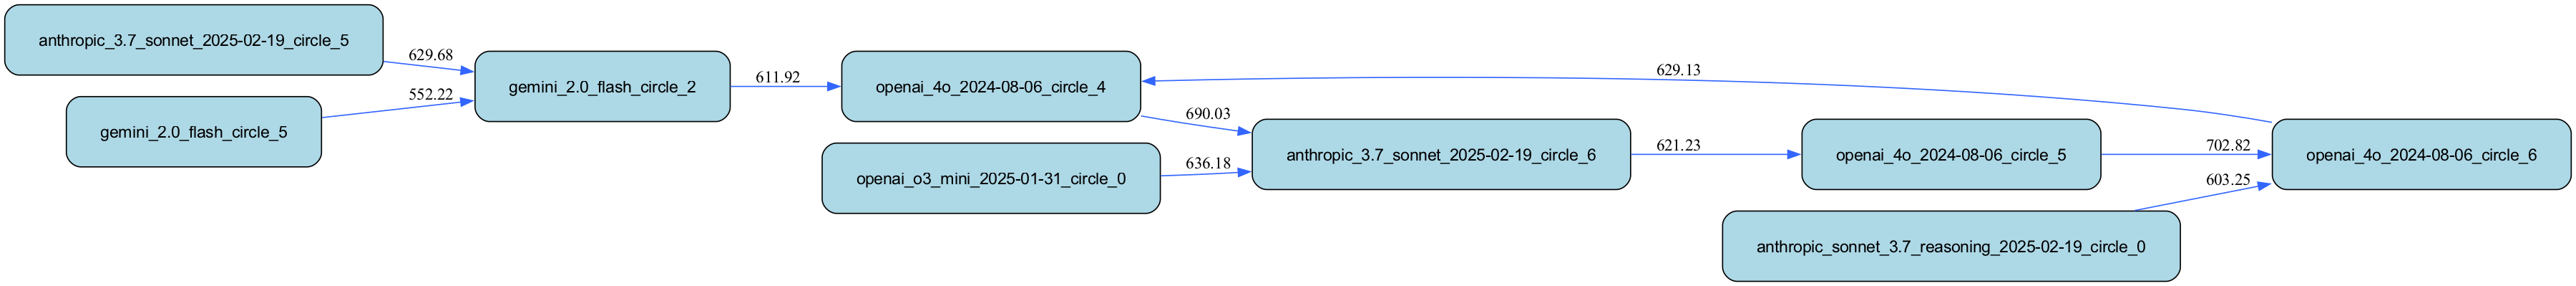 anthropic_3.7_sonnet_2025-02-19_circle_5
629.68
gemini_2.0_flash_circle_5
552.22
gemini_2.0_flash_circle_2
611.92
openai_4o_2024-08-06_circle_4
690.03
openai_o3_mini_2025-01-31_circle_0
636.18
anthropic_3.7_sonnet_2025-02-19_circle_6
629.13
621.23
openai_4o_2024-08-06_circle_5
702.82
anthropic_sonnet_3.7_reasoning_2025-02-19_circle_0
603.25
openai_4o_2024-08-06_circle_6